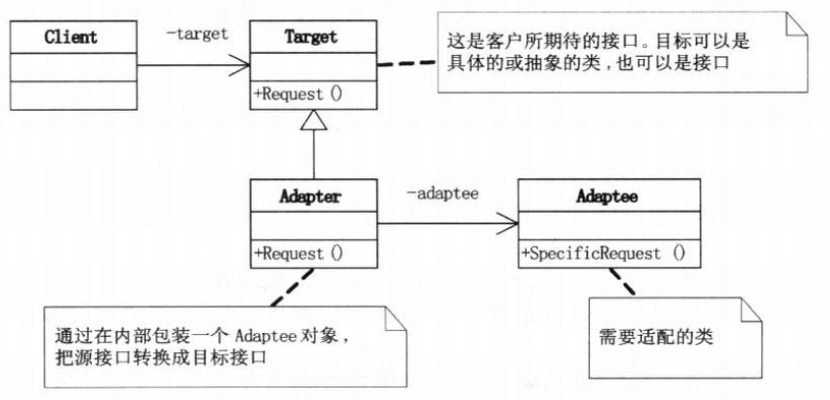 Client
-target
Target
+Request()
这是客户所期待的接口。目标可以是
具体的或抽象的类,也可以是接口
Adapter
+Request()
-adaptee
Adaptee
+SpecificRequest ()
通过在内部包装一个 Adaptee 对象,
把源接口转换成目标接口
需要适配的类